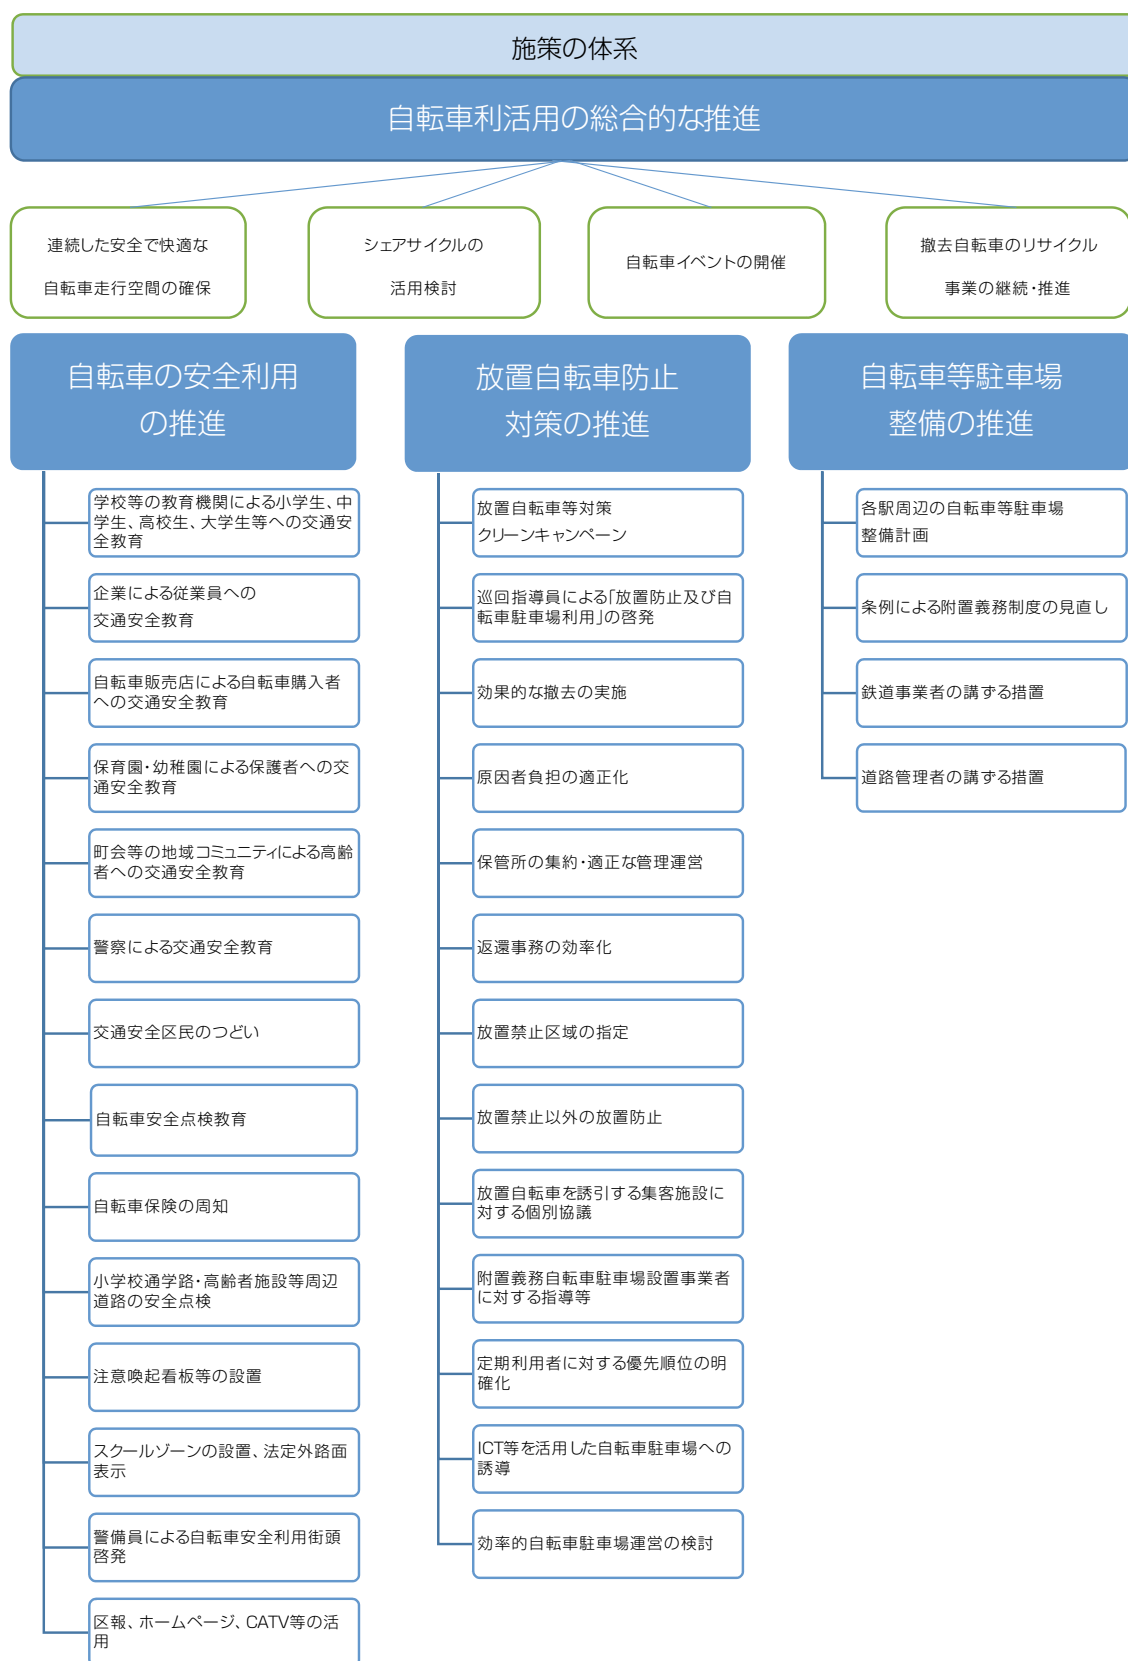 施策の体系
自転車利活用の総合的な推進
連続した安全で快適な
自転車走行空間の確保
シェアサイクルの
活用検討
自転車イベントの開催
撤去自転車のリサイクル
事業の継続・推進
自転車の安全利用
の推進
学校等の教育機関による小学生、中
学生、高校生、大学生等への交通安
全教育
企業による従業員への
交通安全教育
自転車販売店による自転車購入者
への交通安全教育
保育園・幼稚園による保護者への交
通安全教育
町会等の地域コミュニティによる高齢
者への交通安全教育
警察による交通安全教育
交通安全区民のつどい
自転車安全点検教育
自転車保険の周知
小学校通学路・高齢者施設等周辺
道路の安全点検
注意喚起看板等の設置
スクールゾーンの設置、法定外路面
表示
警備員による自転車安全利用街頭
啓発
区報、ホームページ、CATV等の活
用
放置自転車防止
対策の推進
放置自転車等対策
クリーンキャンペーン
巡回指導員による「放置防止及び自
転車駐車場利用」の啓発
効果的な撤去の実施
原因者負担の適正化
保管所の集約・適正な管理運営
返還事務の効率化
放置禁止区域の指定
放置禁止以外の放置防止
放置自転車を誘引する集客施設に
対する個別協議
附置義務自転車駐車場設置事業者
に対する指導等
定期利用者に対する優先順位の明
確化
ICT等を活用した自転車駐車場への
誘導
効率的自転車駐車場運営の検討
自転車等駐車場
整備の推進
各駅周辺の自転車等駐車場
整備計画
条例による附置義務制度の見直し
鉄道事業者の講ずる措置
道路管理者の講ずる措置